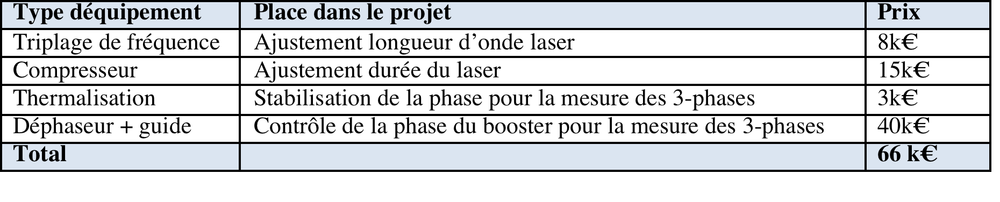 Type déquipement Place dans le projet Prix
Triplage de fréquence Ajustement longueur d’onde laser 8k€
Compresseur Ajustement durée du laser 15k€
Thermalisation Stabilisation de la phase pour la mesure des 3-phases 3k€
Déphaseur + guide Contrôle de la phase du booster pour la mesure des 3-phases 40k€
Total 66 k€